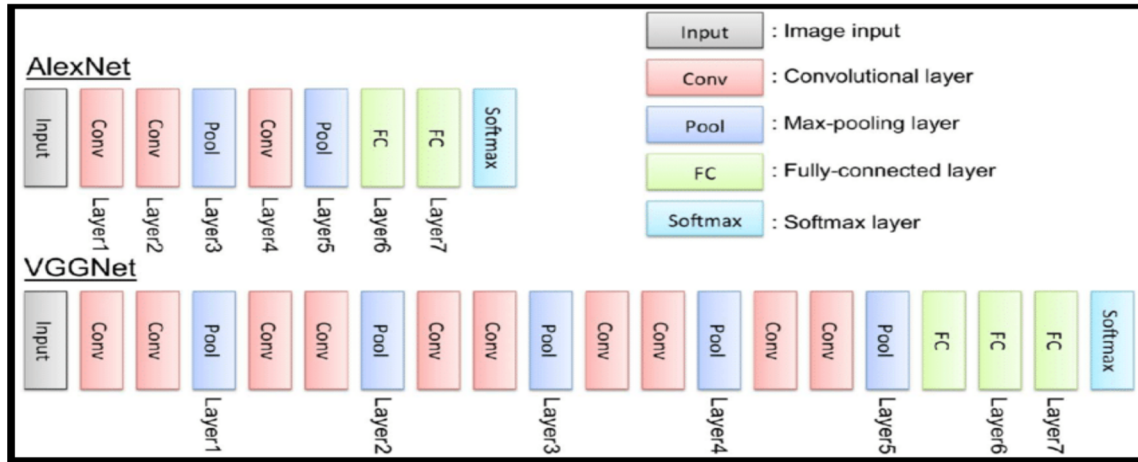 Input : Image input
Conv : Convolutional layer
Pool : Max-pooling layer
FC : Fully-connected layer
Softmax : Softmax layer
AlexNet
Input Conv Conv Pool Conv Pool FC FC Softmax
Layer1 Layer2 Layer3 Layer4 Layer5 Layer6 Layer7
VGGNet
Input Conv Conv Pool Conv Conv Pool Conv Conv Pool Conv Conv Pool Conv Conv Pool FC FC FC Softmax
Layer1 Layer2 Layer3 Layer4 Layer5 Layer6 Layer7